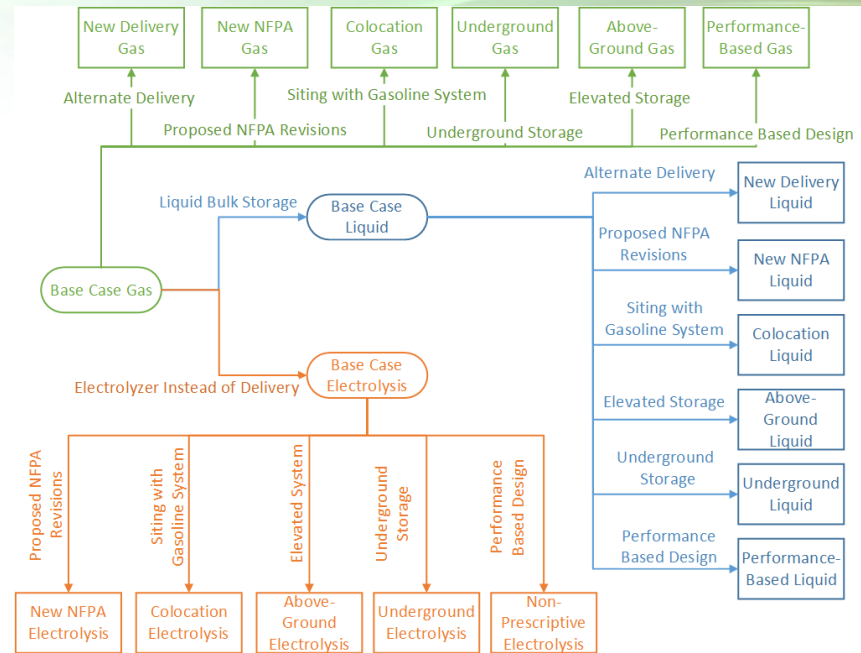 New Delivery
Gas
New NFPA
Gas
Colocation
Gas
Underground
Gas
Above-
Ground Gas
Performance-
Based Gas
Alternate Delivery
Proposed NFPA Revisions
Siting with Gasoline System
Underground Storage
Elevated Storage
Performance Based Design
Base Case Gas
Liquid Bulk Storage
Base Case
Liquid
Alternate Delivery
New Delivery
Liquid
Proposed NFPA
Revisions
New NFPA
Liquid
Siting with
Gasoline System
Colocation
Liquid
Elevated Storage
Above-
Ground
Liquid
Underground
Storage
Underground
Liquid
Performance
Based Design
Performance-
Based Liquid
Electrolyzer Instead of Delivery
Base Case
Electrolysis
Proposed NFPA
Revisions
Siting with
Gasoline System
Elevated System
Underground
Storage
Performance
Based Design
New NFPA
Electrolysis
Colocation
Electrolysis
Above-
Ground
Electrolysis
Underground
Electrolysis
Non-
Prescriptive
Electrolysis